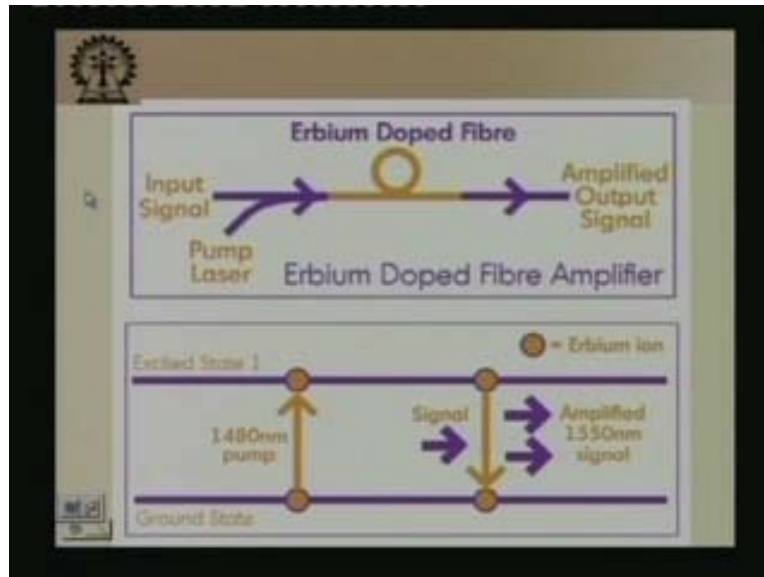 Erbium Doped Fibre
Input
Signal
Amplified
Output
Signal
Pump
Laser
Erbium Doped Fibre Amplifier
= Erbium ion
Excited State 1
1480nm
pump
Signal
Amplified
1550nm
signal
Ground State